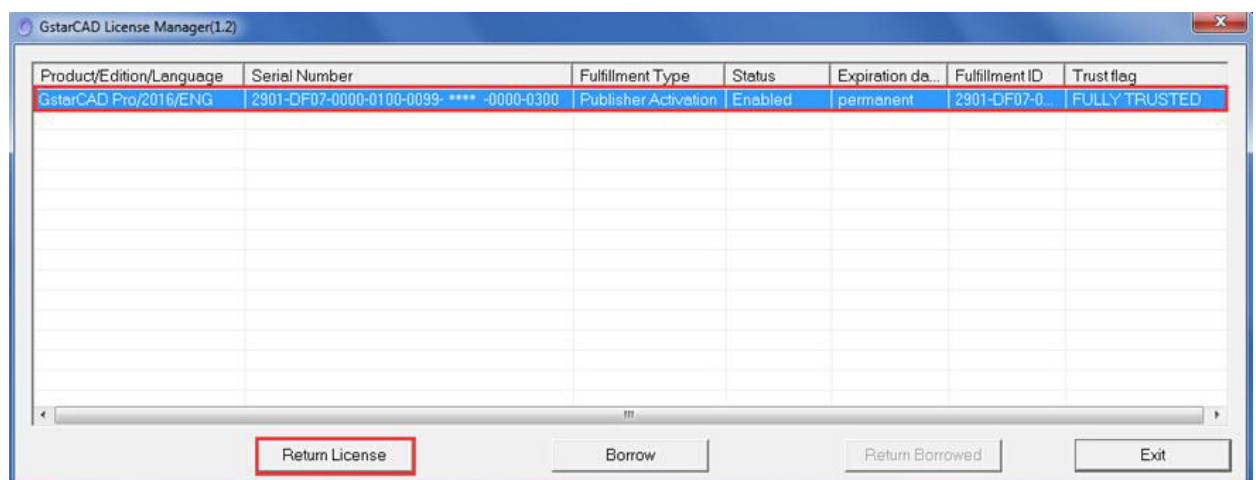 GstarCAD License Manager(1.2)
Product/Edition/Language Serial Number Fulfillment Type Status Expiration da... Fulfillment ID Trust flag
GstarCAD Pro/2016/ENG 2901-DF07-0000-0100-0099- **** -0000-0300 Publisher Activation Enabled permanent 2901-DF07-0... FULLY TRUSTED
Return License Borrow Return Borrowed Exit